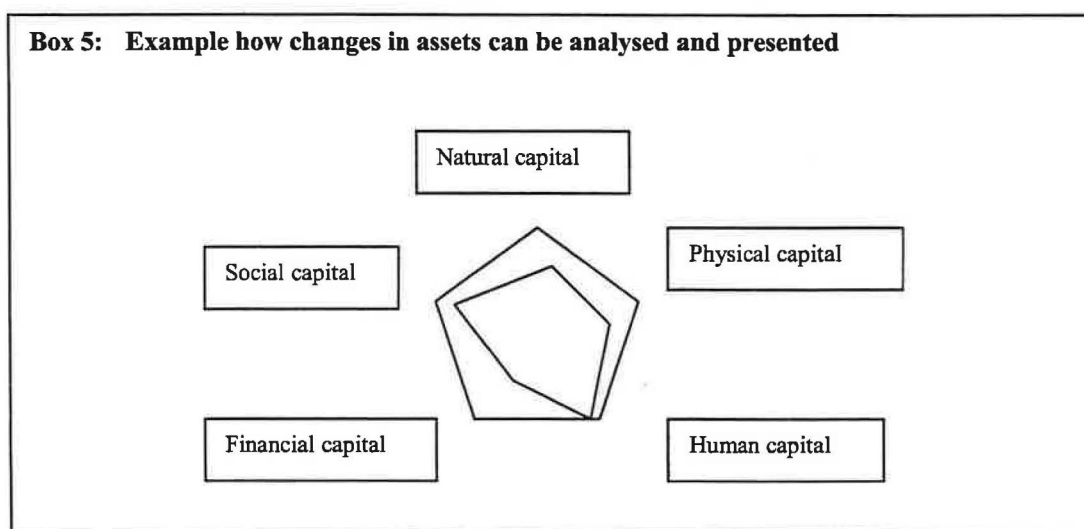 Box 5: Example how changes in assets can be analysed and presented
Natural capital
Physical capital
Social capital
Financial capital
Human capital